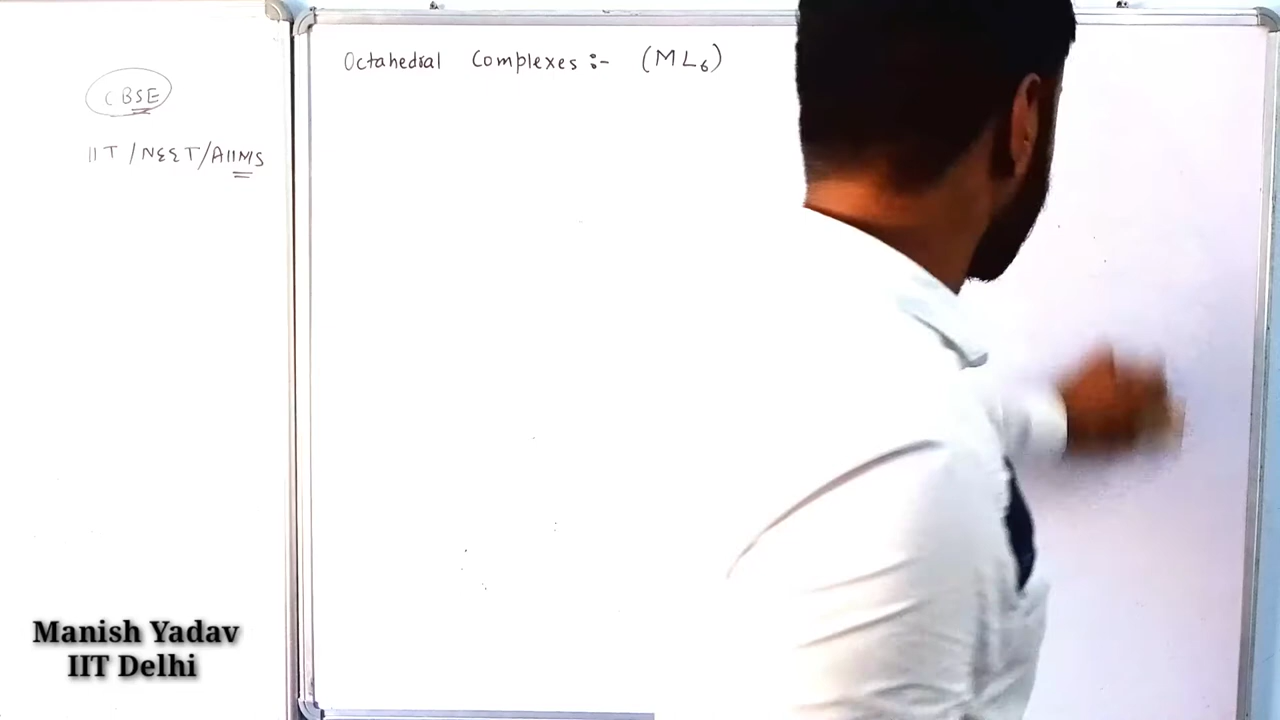 Octahedral Complexes :- (ML₆)
CBSE
IIT / NEET/AIIMS
Manish Yadav
IIT Delhi